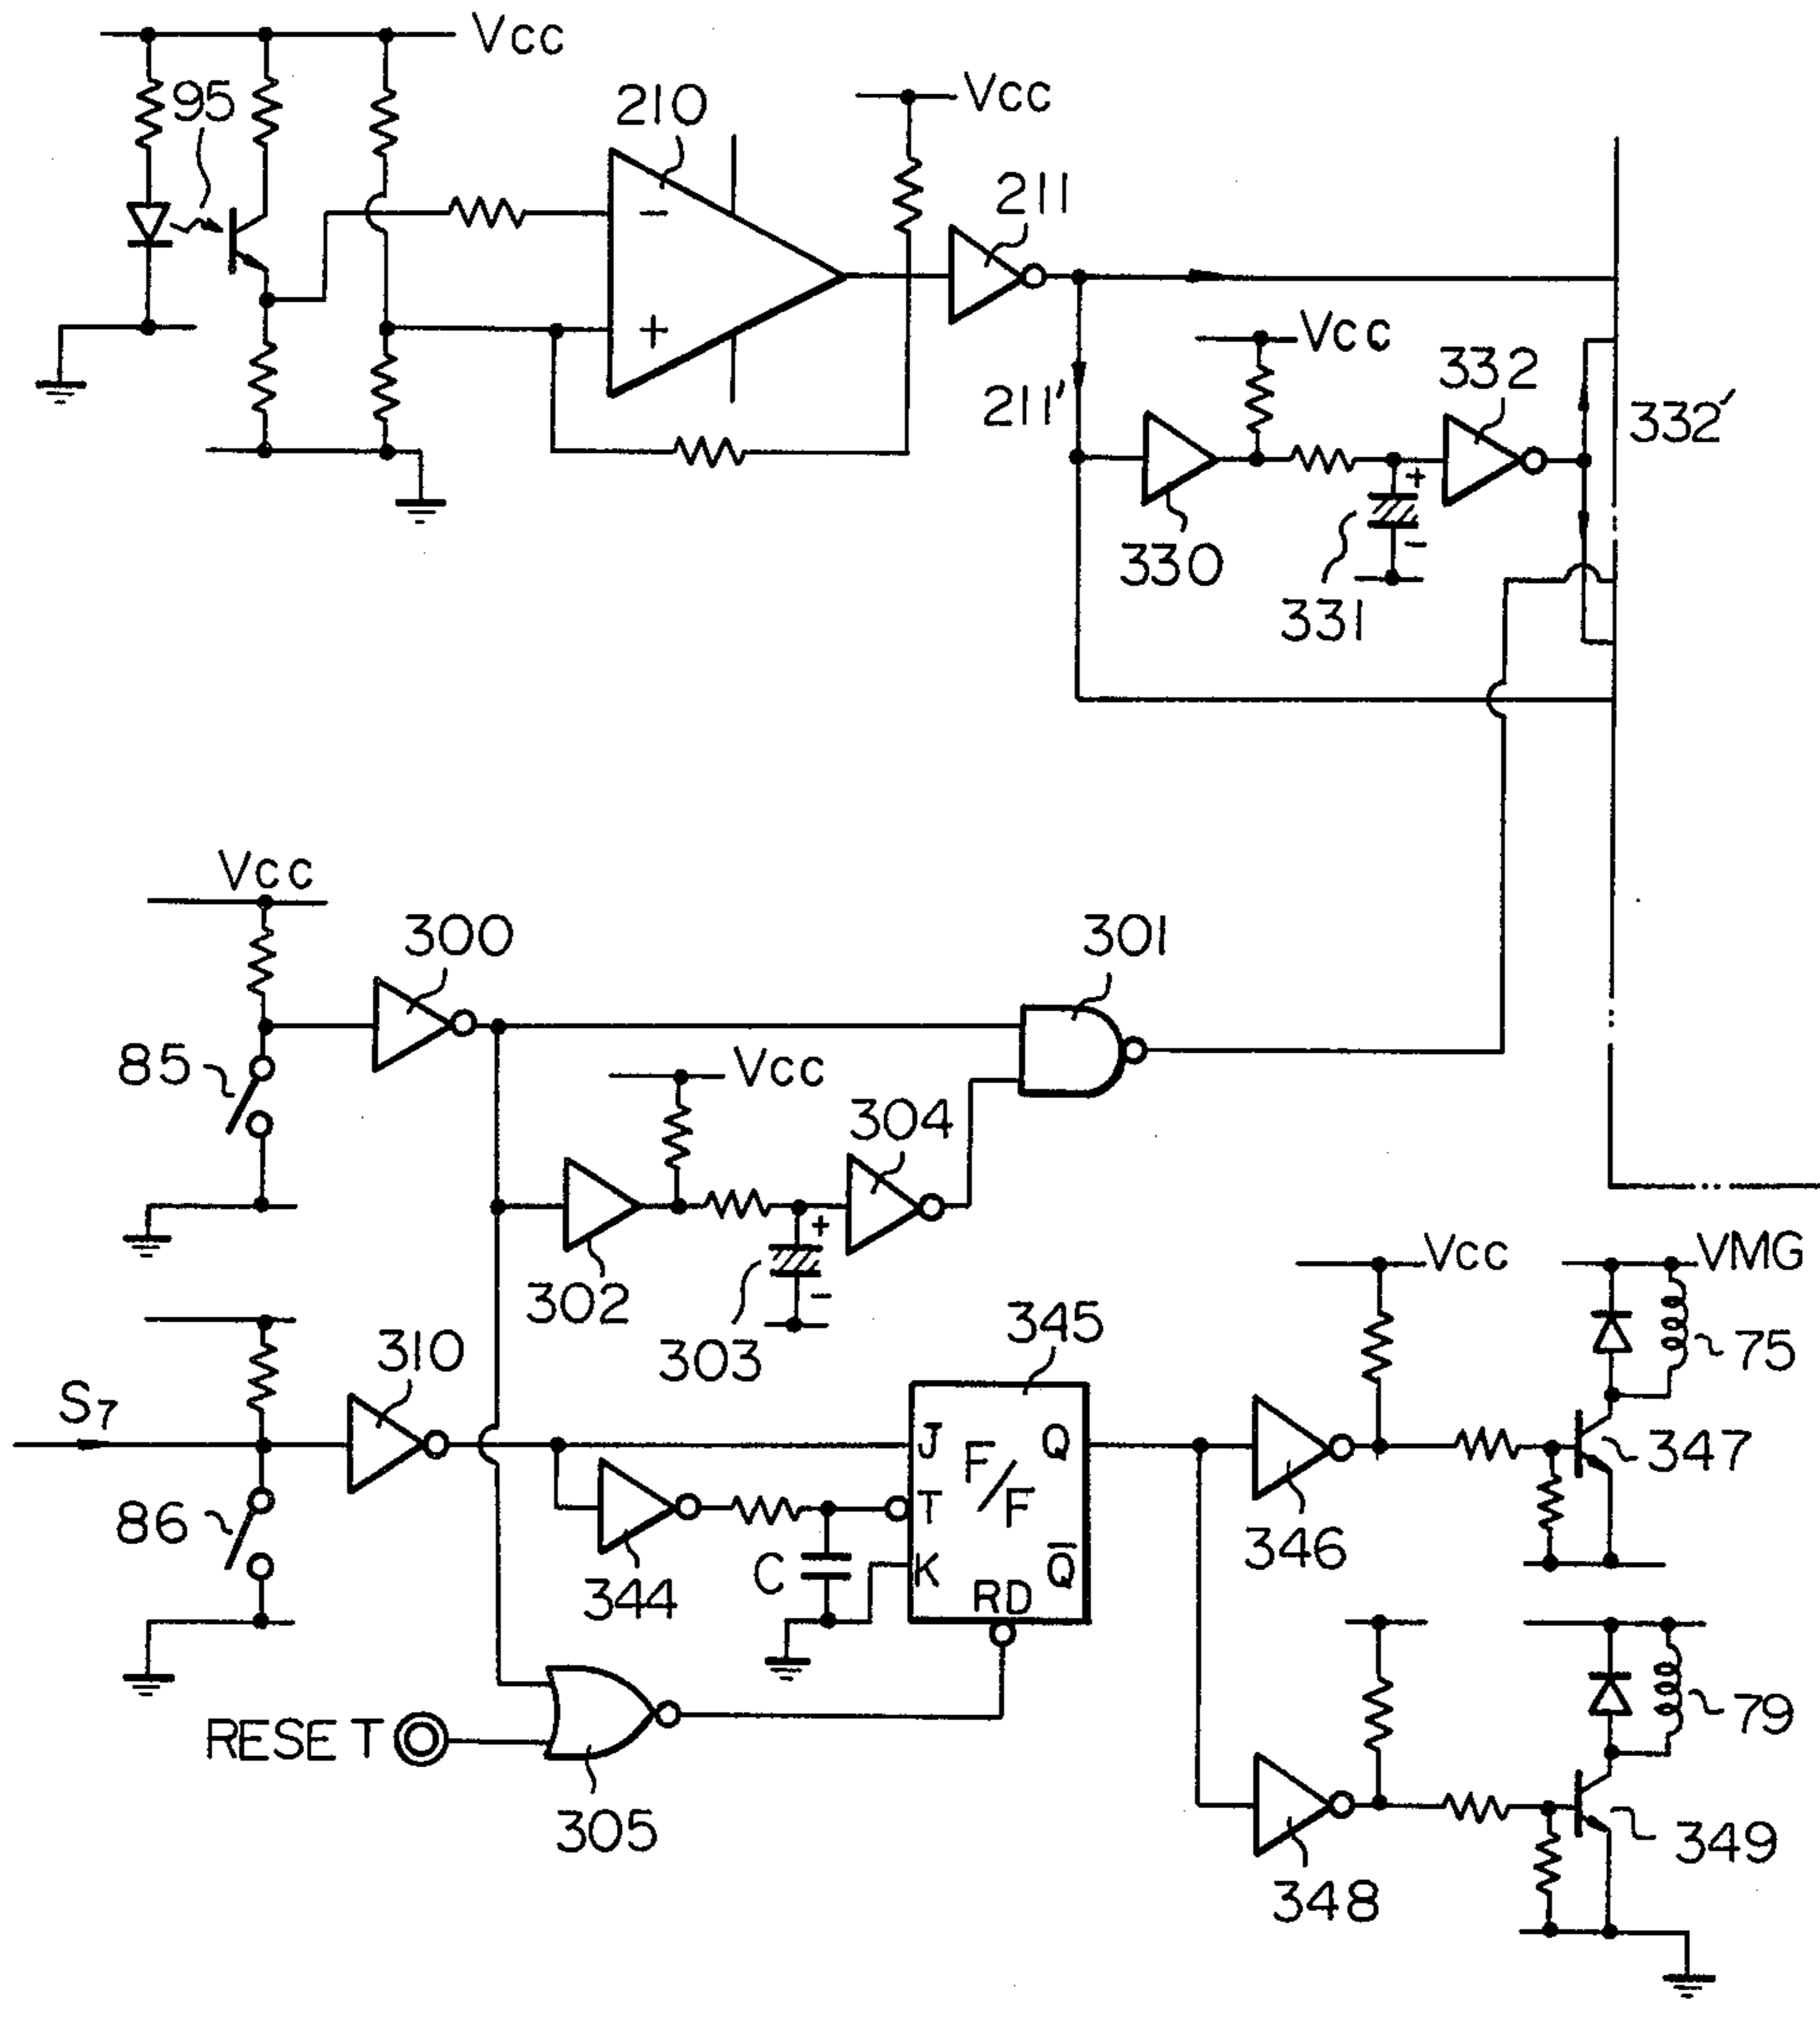 Vcc
95
210
Vcc
211
-
+
Vcc
332
211′
332′
+
-
330
331
Vcc
300
301
85
Vcc
304
+
-
302
303
Vcc
VMG
345
310
75
S7
J
F/F
Q
347
86
T
344
C
K
Q̅
RD
346
RESET
305
79
349
348